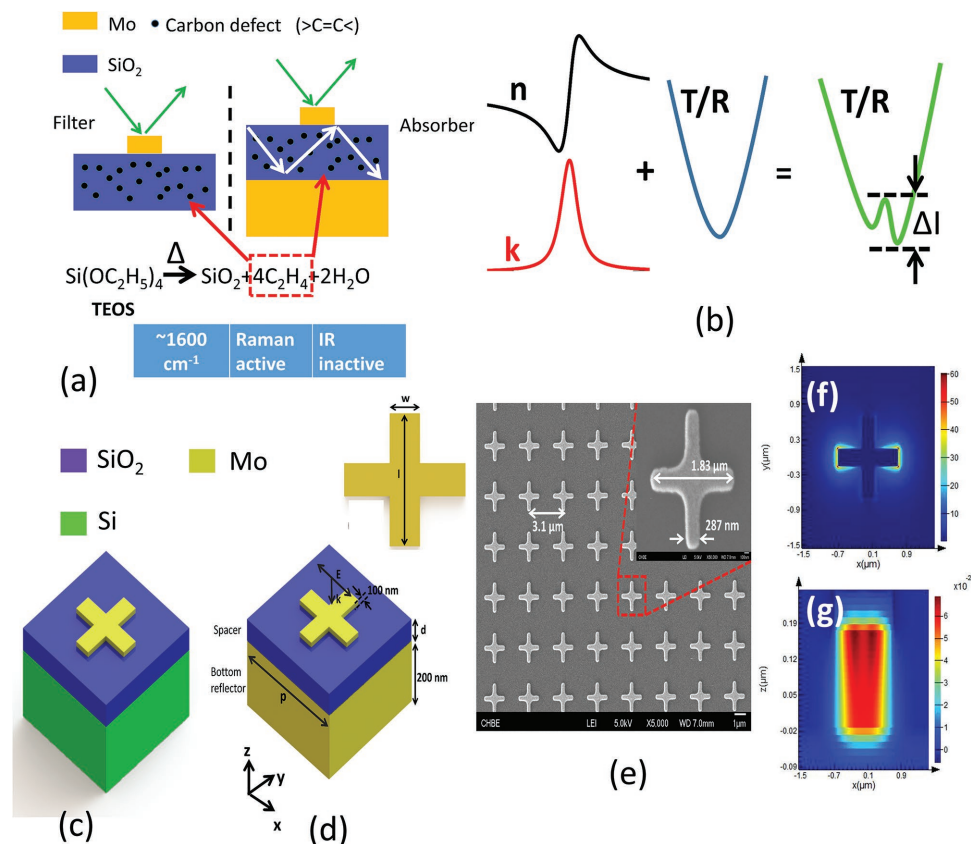 Mo
Carbon defect (>C=C<)
SiO₂
Filter
Absorber
Δ
Si(OC₂H₅)₄ → SiO₂+4C₂H₄+2H₂O
TEOS
~1600 cm⁻¹
Raman active
IR inactive
(a)
n
k
+
T/R
=
T/R
ΔI
(b)
SiO₂
Mo
Si
w
l
(c)
E
k
100 nm
Spacer
d
Bottom reflector
200 nm
p
z
y
x
(d)
3.1 µm
1.83 µm
287 nm
CHBE
LEI 5.0kV X5,000 WD 7.0mm
1µm
(e)
(f)
y(µm)
1.5
0.9
0.3
-0.3
-0.9
-1.5
-0.7 0.1 0.9
x(µm)
60
50
40
30
20
10
0
(g)
z(µm)
0.19
0.12
0.05
-0.02
-0.09
-1.5 -0.7 0.1 0.9
x(µm)
x10⁻²
6
5
4
3
2
1
0